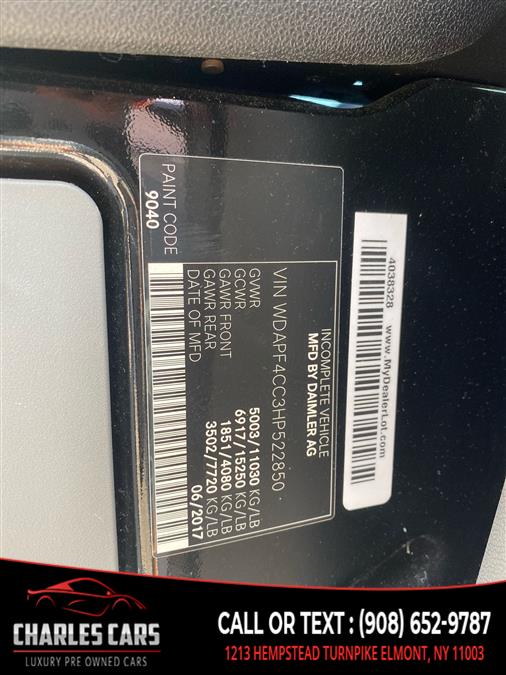 INCOMPLETE VEHICLE
MFD BY DAIMLER AG
VIN WDAPF4CC3HP522850
GVWR 5003/11030 KG/LB
GCWR 6917/15250 KG/LB
GAWR FRONT 1851/4080 KG/LB
GAWR REAR 3502/7720 KG/LB
DATE OF MFD 06/2017
PAINT CODE
9040
4038328 www.MyDealerLot.com
CHARLES CARS
LUXURY PRE OWNED CARS
CALL OR TEXT : (908) 652-9787
1213 HEMPSTEAD TURNPIKE ELMONT, NY 11003